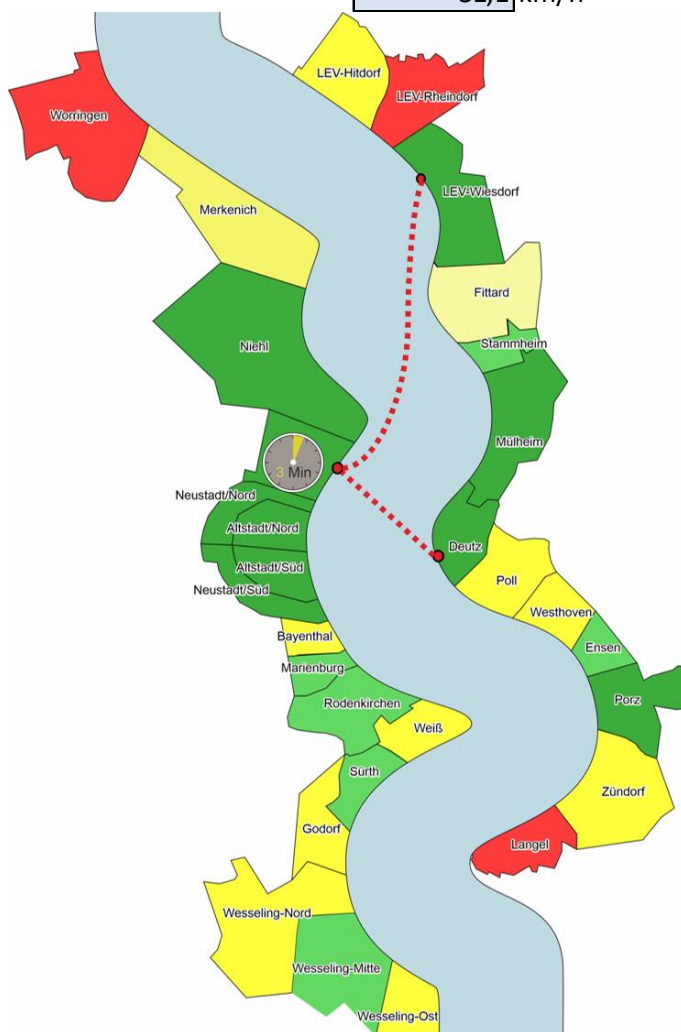 km/h
LEV-Hitdorf
LEV-Rheindorf
Worringen
LEV-Wiesdorf
Merkenich
Fittard
Stammheim
Niehl
Mülheim
3 Min
Neustadt/Nord
Altstadt/Nord
Deutz
Altstadt/Süd
Poll
Neustadt/Süd
Westhoven
Bayenthal
Ensen
Marienburg
Rodenkirchen
Porz
Weiß
Sürth
Zündorf
Godorf
Langel
Wesseling-Nord
Wesseling-Mitte
Wesseling-Ost